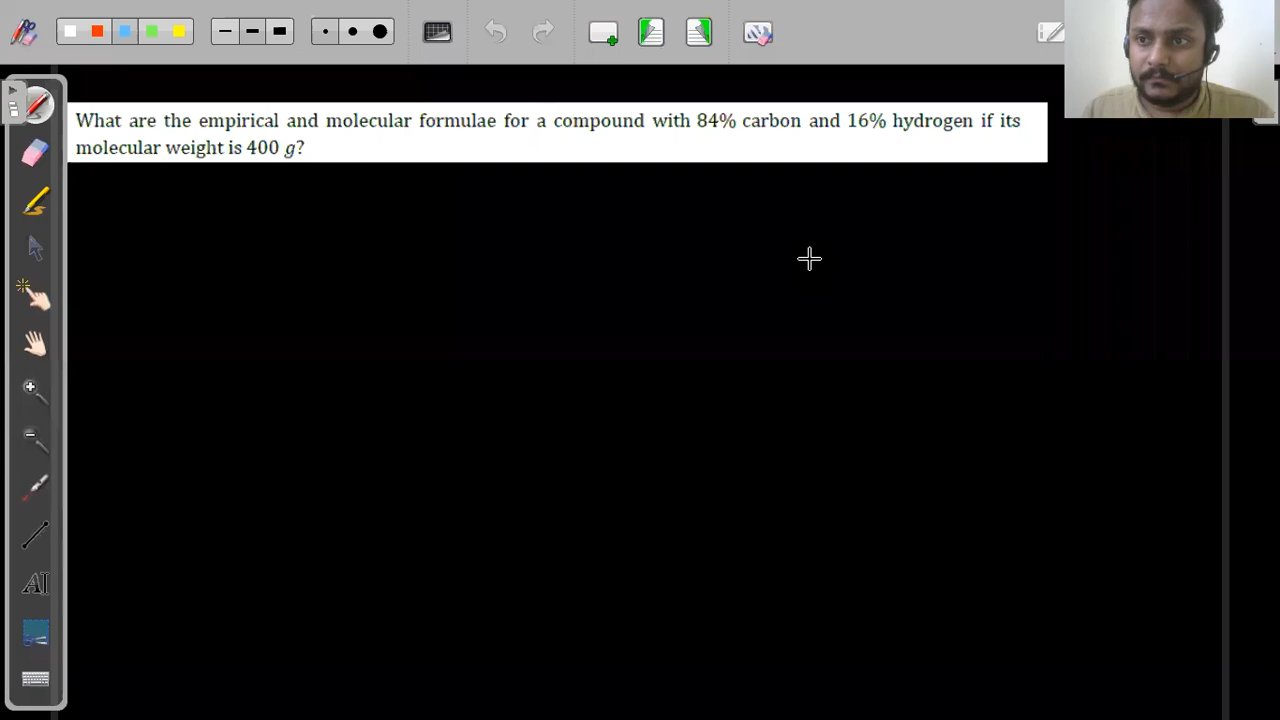 What are the empirical and molecular formulae for a compound with 84% carbon and 16% hydrogen if its
molecular weight is 400 g?
AI